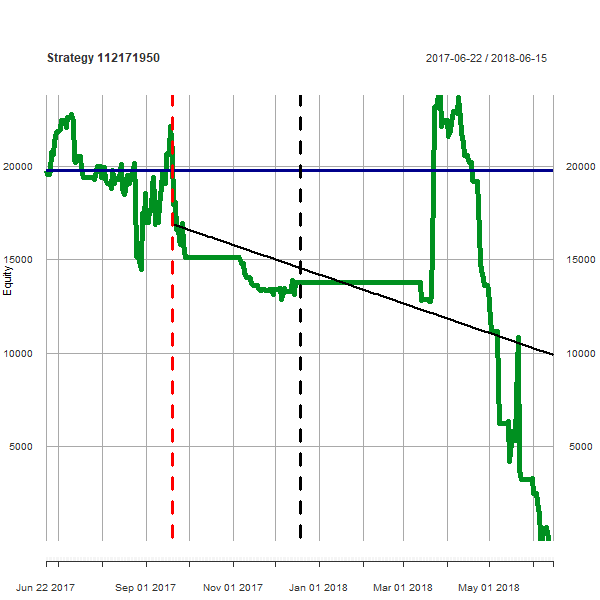 Strategy 112171950
2017-06-22 / 2018-06-15
20000
20000
15000
15000
Equity
10000
10000
5000
5000
Jun 22 2017
Sep 01 2017
Nov 01 2017
Jan 01 2018
Mar 01 2018
May 01 2018